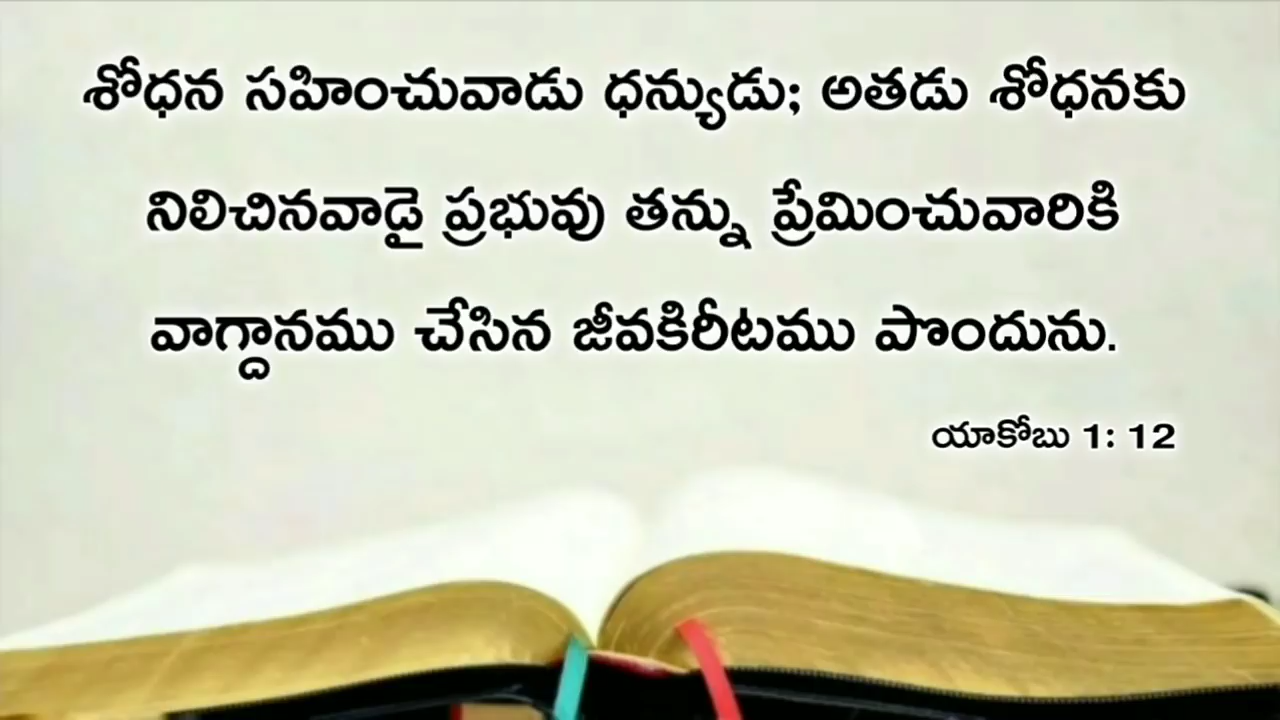 శోధన సహించువాడు ధన్యుడు; అతడు శోధనకు
నిలిచినవాడై ప్రభువు తన్ను ప్రేమించువారికి
వాగ్దానము చేసిన జీవకిరీటము పొందును.
యాకోబు 1: 12